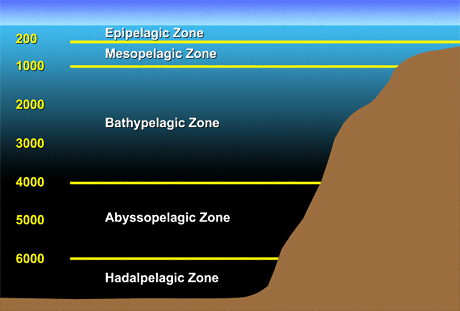 Epipelagic Zone
200
Mesopelagic Zone
1000
2000
Bathypelagic Zone
3000
4000
Abyssopelagic Zone
5000
6000
Hadalpelagic Zone